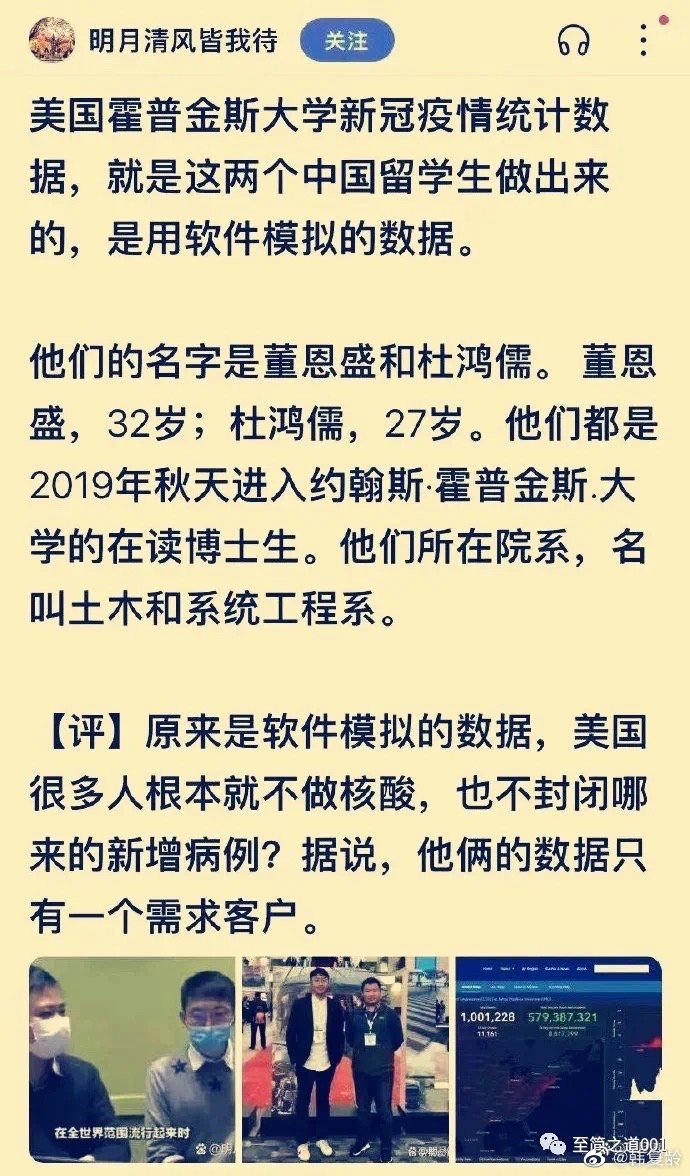 明月清风皆我待
关注
美国霍普金斯大学新冠疫情统计数
据，就是这两个中国留学生做出来
的，是用软件模拟的数据。
他们的名字是董恩盛和杜鸿儒。 董恩
盛，32岁；杜鸿儒，27岁。他们都是
2019年秋天进入约翰斯·霍普金斯.大
学的在读博士生。他们所在院系，名
叫土木和系统工程系。
【评】原来是软件模拟的数据，美国
很多人根本就不做核酸，也不封闭哪
来的新增病例？据说，他俩的数据只
有一个需求客户。
在全世界范围流行起来时
1,001,228
579,387,321
11,161
至简之道001
@韩复龄